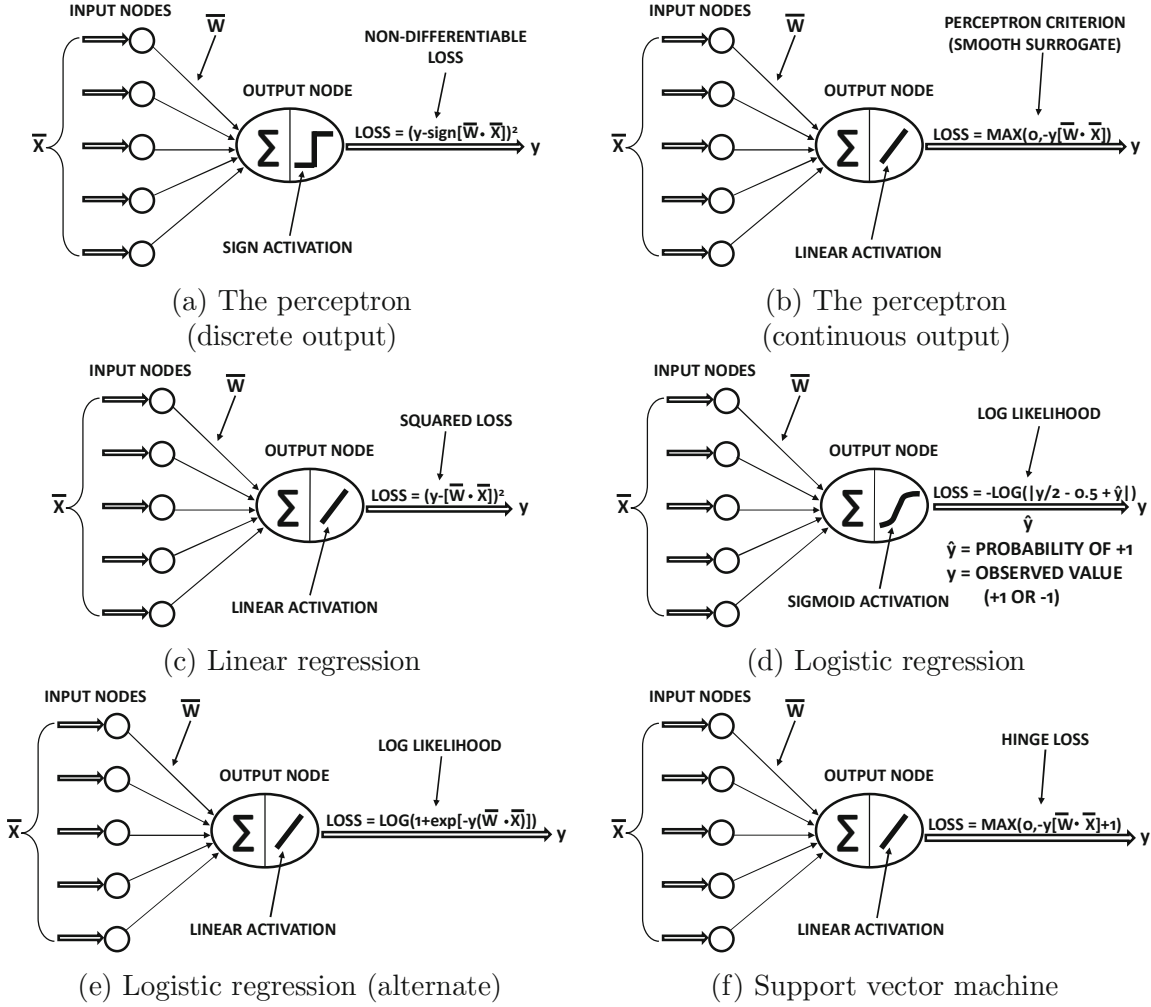 INPUT NODES
W̅
NON-DIFFERENTIABLE
LOSS
OUTPUT NODE
X̅
∑
LOSS = (y-sign[W̅ • X̅])²
y
SIGN ACTIVATION
(a) The perceptron
(discrete output)
INPUT NODES
W̅
PERCEPTRON CRITERION
(SMOOTH SURROGATE)
OUTPUT NODE
X̅
∑
LOSS = MAX(0,-y[W̅ • X̅])
y
LINEAR ACTIVATION
(b) The perceptron
(continuous output)
INPUT NODES
W̅
SQUARED LOSS
OUTPUT NODE
X̅
∑
LOSS = (y-[W̅ • X̅])²
y
LINEAR ACTIVATION
(c) Linear regression
INPUT NODES
W̅
LOG LIKELIHOOD
OUTPUT NODE
X̅
∑
LOSS = -LOG(|y/2 - 0.5 + ŷ|)
y
ŷ
ŷ = PROBABILITY OF +1
y = OBSERVED VALUE
(+1 OR -1)
SIGMOID ACTIVATION
(d) Logistic regression
INPUT NODES
W̅
LOG LIKELIHOOD
OUTPUT NODE
X̅
∑
LOSS = LOG(1+exp[-y(W̅ • X̅)])
y
LINEAR ACTIVATION
(e) Logistic regression (alternate)
INPUT NODES
W̅
HINGE LOSS
OUTPUT NODE
X̅
∑
LOSS = MAX(0,-y[W̅ • X̅]+1)
y
LINEAR ACTIVATION
(f) Support vector machine